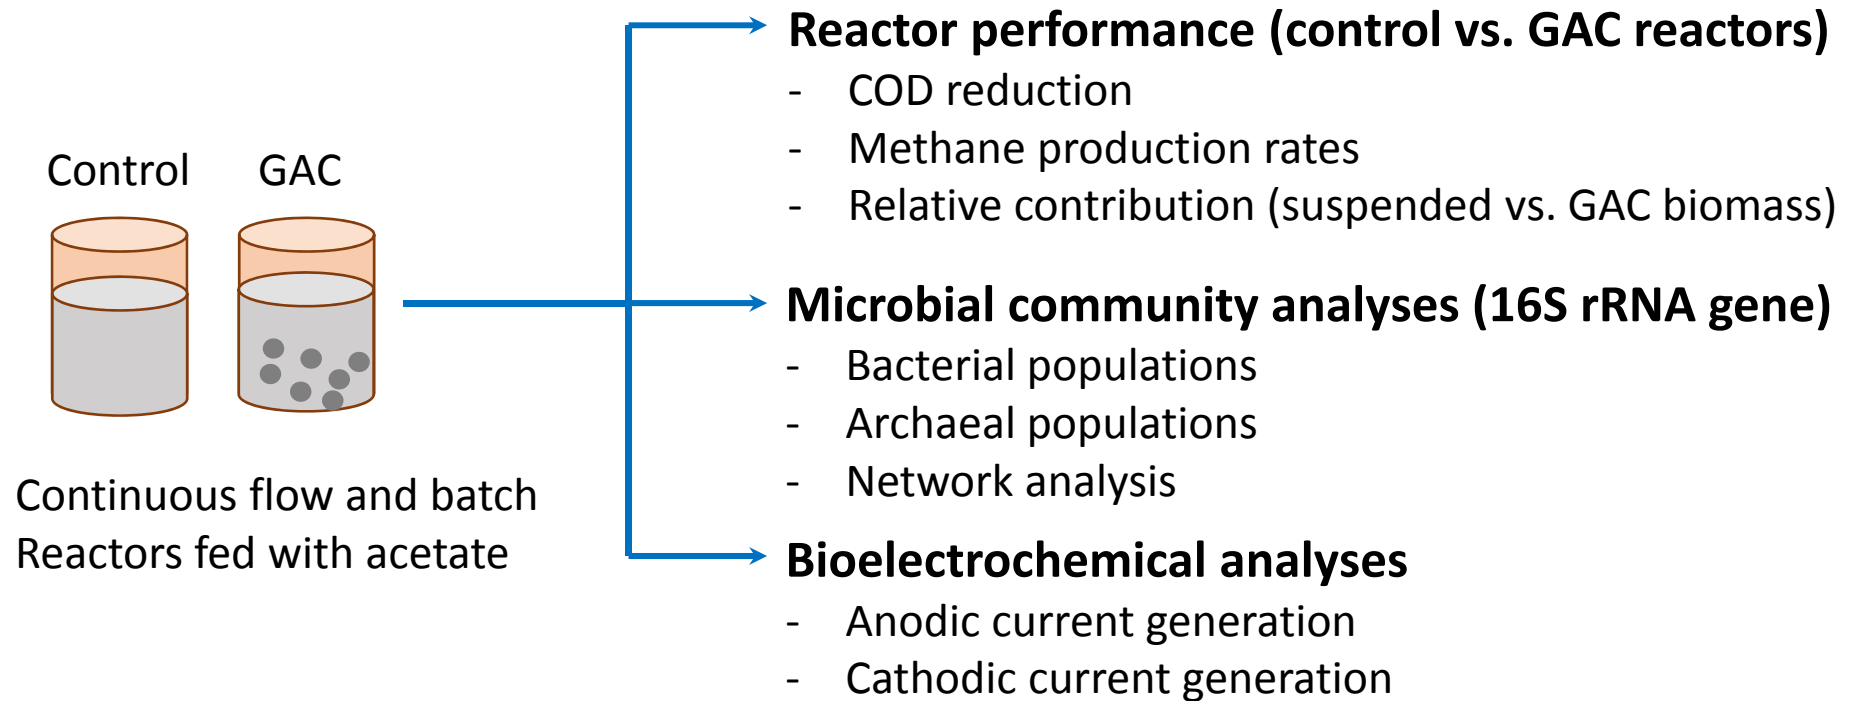 Control GAC
Continuous flow and batch
Reactors fed with acetate
Reactor performance (control vs. GAC reactors)
- COD reduction
- Methane production rates
- Relative contribution (suspended vs. GAC biomass)
Microbial community analyses (16S rRNA gene)
- Bacterial populations
- Archaeal populations
- Network analysis
Bioelectrochemical analyses
- Anodic current generation
- Cathodic current generation